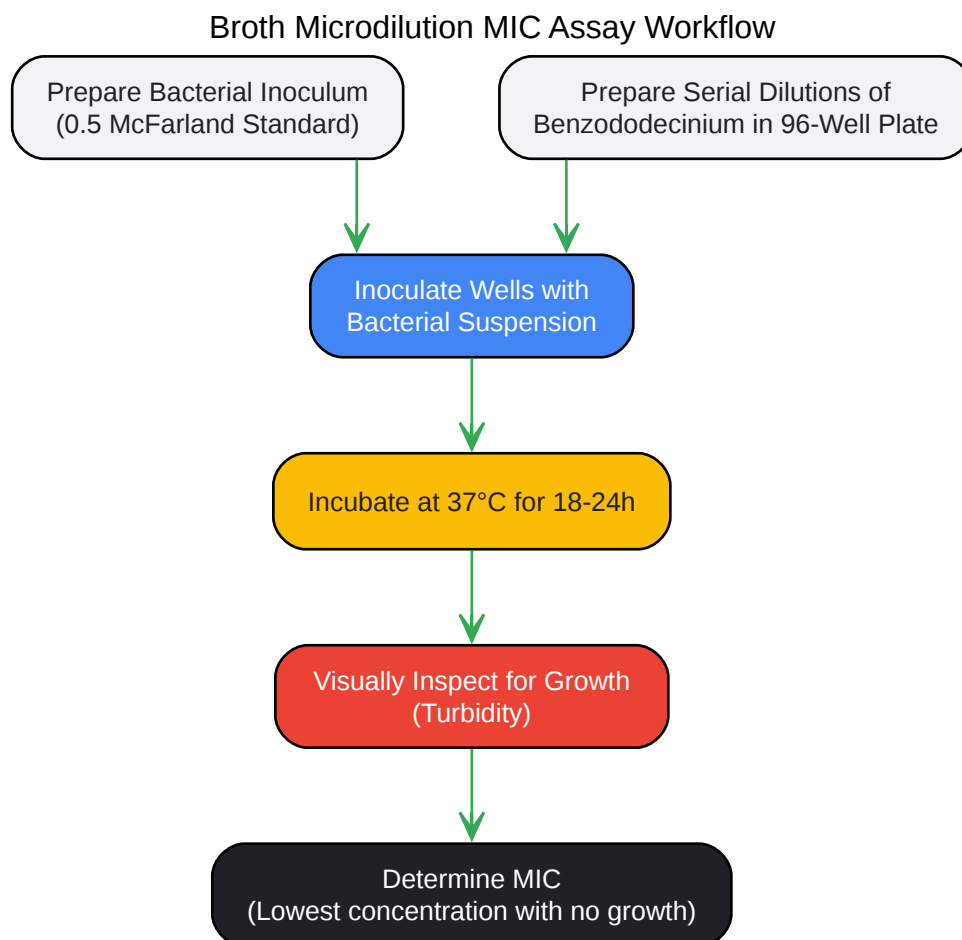 Broth Microdilution MIC Assay Workflow
Prepare Bacterial Inoculum
(0.5 McFarland Standard)
Prepare Serial Dilutions of
Benzododecinium in 96-Well Plate
Inoculate Wells with
Bacterial Suspension
Incubate at 37°C for 18-24h
Visually Inspect for Growth
(Turbidity)
Determine MIC
(Lowest concentration with no growth)